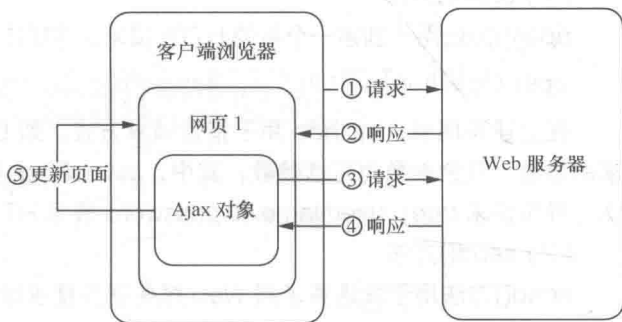 客户端浏览器
网页 1
Ajax 对象
①请求
②响应
③请求
④响应
⑤更新页面
Web 服务器